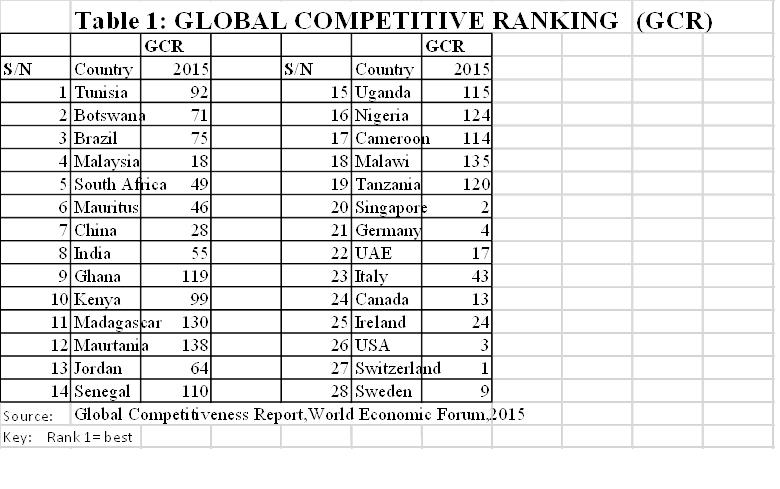 Table 1: GLOBAL COMPETITIVE RANKING (GCR)
GCR GCR
S/N Country 2015 S/N Country 2015
1 Tunisia 92 15 Uganda 115
2 Botswana 71 16 Nigeria 124
3 Brazil 75 17 Cameroon 114
4 Malaysia 18 18 Malawi 135
5 South Africa 49 19 Tanzania 120
6 Mauritus 46 20 Singapore 2
7 China 28 21 Germany 4
8 India 55 22 UAE 17
9 Ghana 119 23 Italy 43
10 Kenya 99 24 Canada 13
11 Madagascar 130 25 Ireland 24
12 Maurtania 138 26 USA 3
13 Jordan 64 27 Switzerland 1
14 Senegal 110 28 Sweden 9
Source: Global Competitiveness Report,World Economic Forum,2015
Key: Rank 1= best